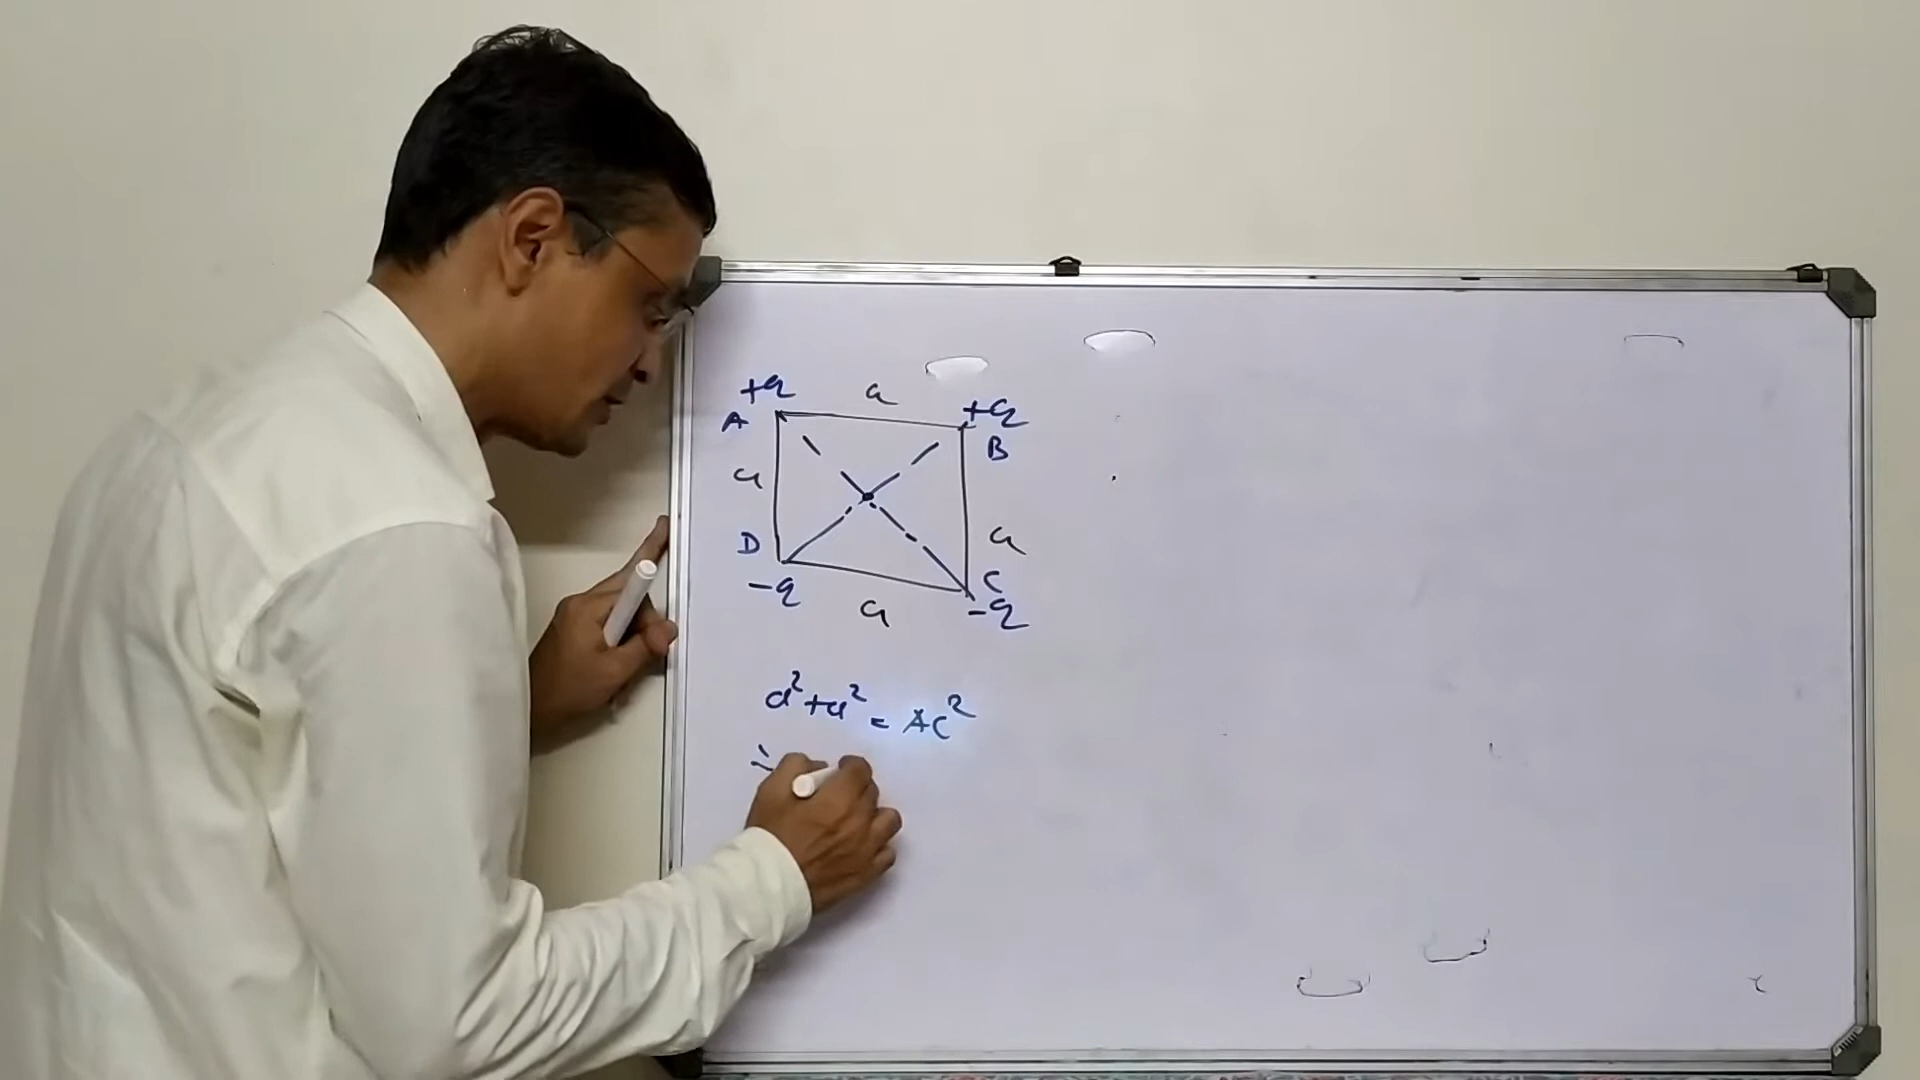 +q a +q
A B
a
D a
C
-q a -q
a²+a² = AC²
∴